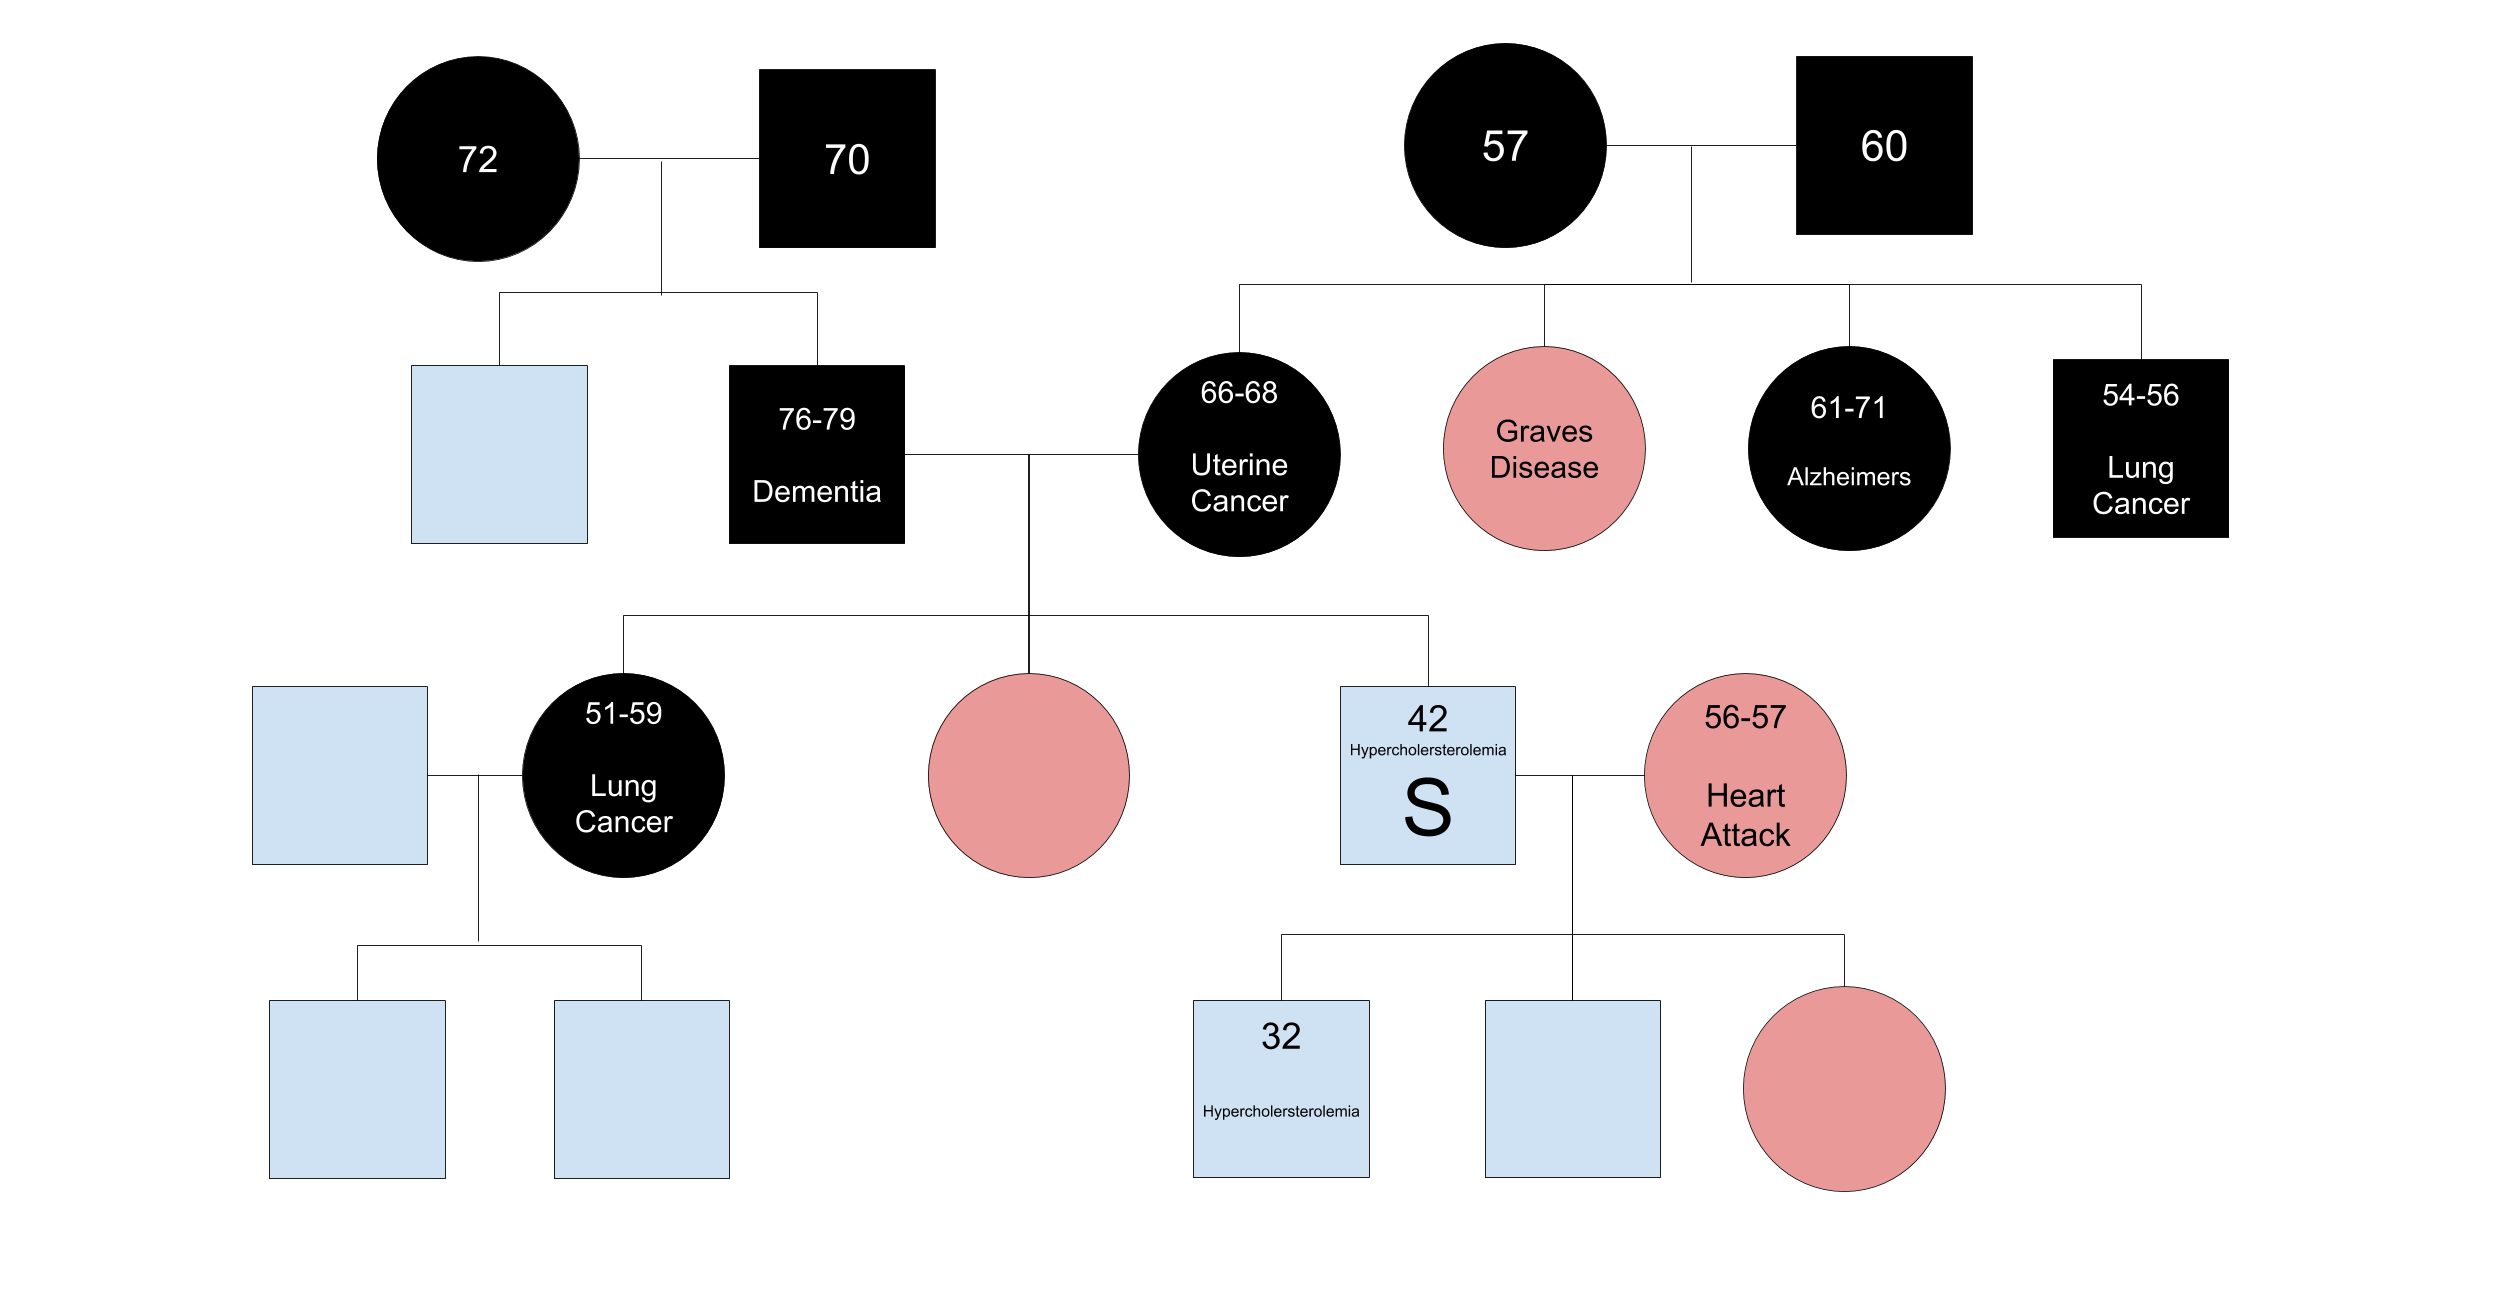 72
70
57
60
76-79
Dementia
66-68
Uterine
Cancer
Graves
Disease
61-71
Alzheimers
54-56
Lung
Cancer
51-59
Lung
Cancer
42
Hypercholersterolemia
S
56-57
Heart
Attack
32
Hypercholersterolemia